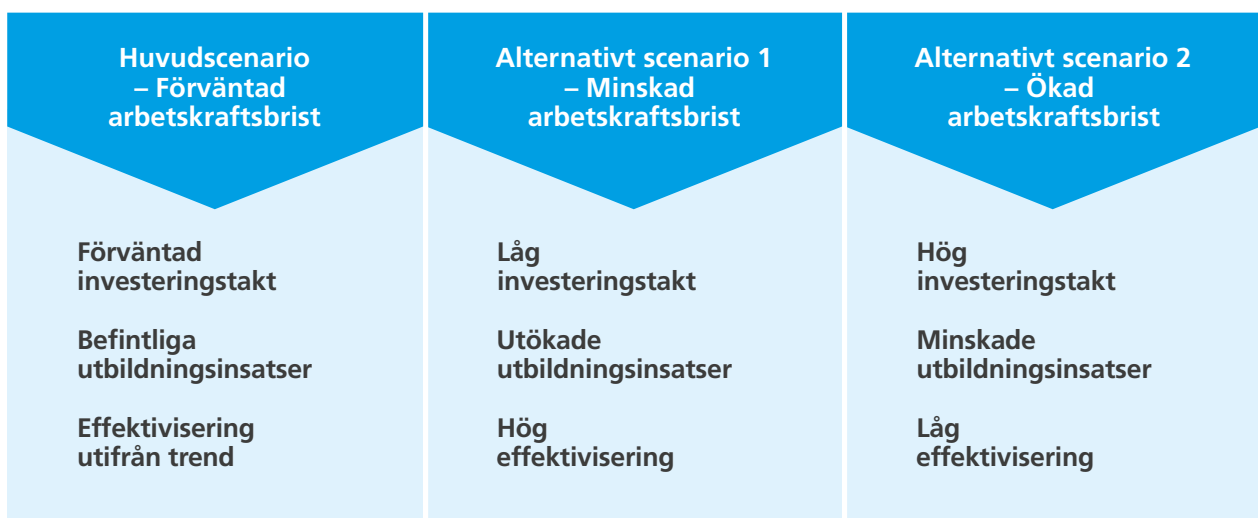 Huvudscenario
– Förväntad
arbetskraftsbrist
Förväntad
investeringstakt
Befintliga
utbildningsinsatser
Effektivisering
utifrån trend
Alternativt scenario 1
– Minskad
arbetskraftsbrist
Låg
investeringstakt
Utökade
utbildningsinsatser
Hög
effektivisering
Alternativt scenario 2
– Ökad
arbetskraftsbrist
Hög
investeringstakt
Minskade
utbildningsinsatser
Låg
effektivisering